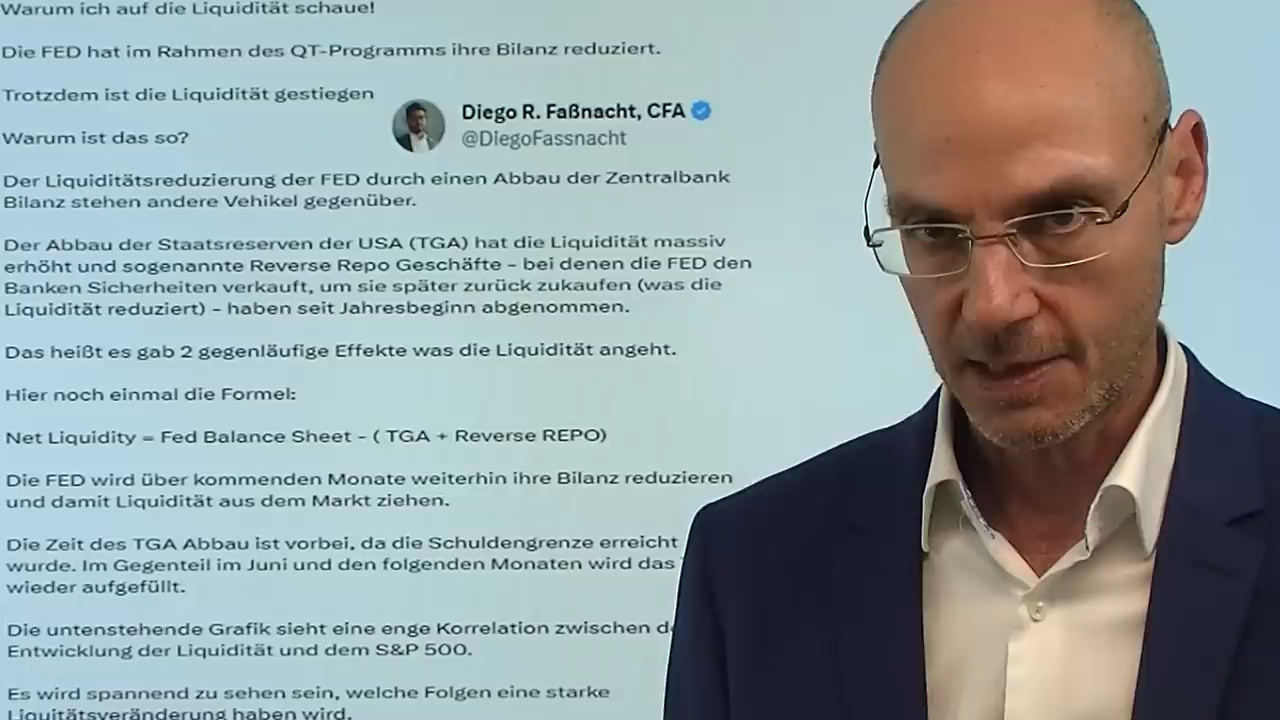 Warum ich auf die Liquidität schaue!
Die FED hat im Rahmen des QT-Programms ihre Bilanz reduziert.
Trotzdem ist die Liquidität gestiegen
Diego R. Faßnacht, CFA
@DiegoFassnacht
Warum ist das so?
Der Liquiditätsreduzierung der FED durch einen Abbau der Zentralbank
Bilanz stehen andere Vehikel gegenüber.
Der Abbau der Staatsreserven der USA (TGA) hat die Liquidität massiv
erhöht und sogenannte Reverse Repo Geschäfte - bei denen die FED den
Banken Sicherheiten verkauft, um sie später zurück zukaufen (was die
Liquidität reduziert) - haben seit Jahresbeginn abgenommen.
Das heißt es gab 2 gegenläufige Effekte was die Liquidität angeht.
Hier noch einmal die Formel:
Net Liquidity = Fed Balance Sheet - ( TGA + Reverse REPO)
Die FED wird über kommenden Monate weiterhin ihre Bilanz reduzieren
und damit Liquidität aus dem Markt ziehen.
Die Zeit des TGA Abbau ist vorbei, da die Schuldengrenze erreicht
wurde. Im Gegenteil im Juni und den folgenden Monaten wird das
wieder aufgefüllt.
Die untenstehende Grafik sieht eine enge Korrelation zwischen
Entwicklung der Liquidität und dem S&P 500.
Es wird spannend zu sehen sein, welche Folgen eine starke
Liquitätsveränderung haben wird.